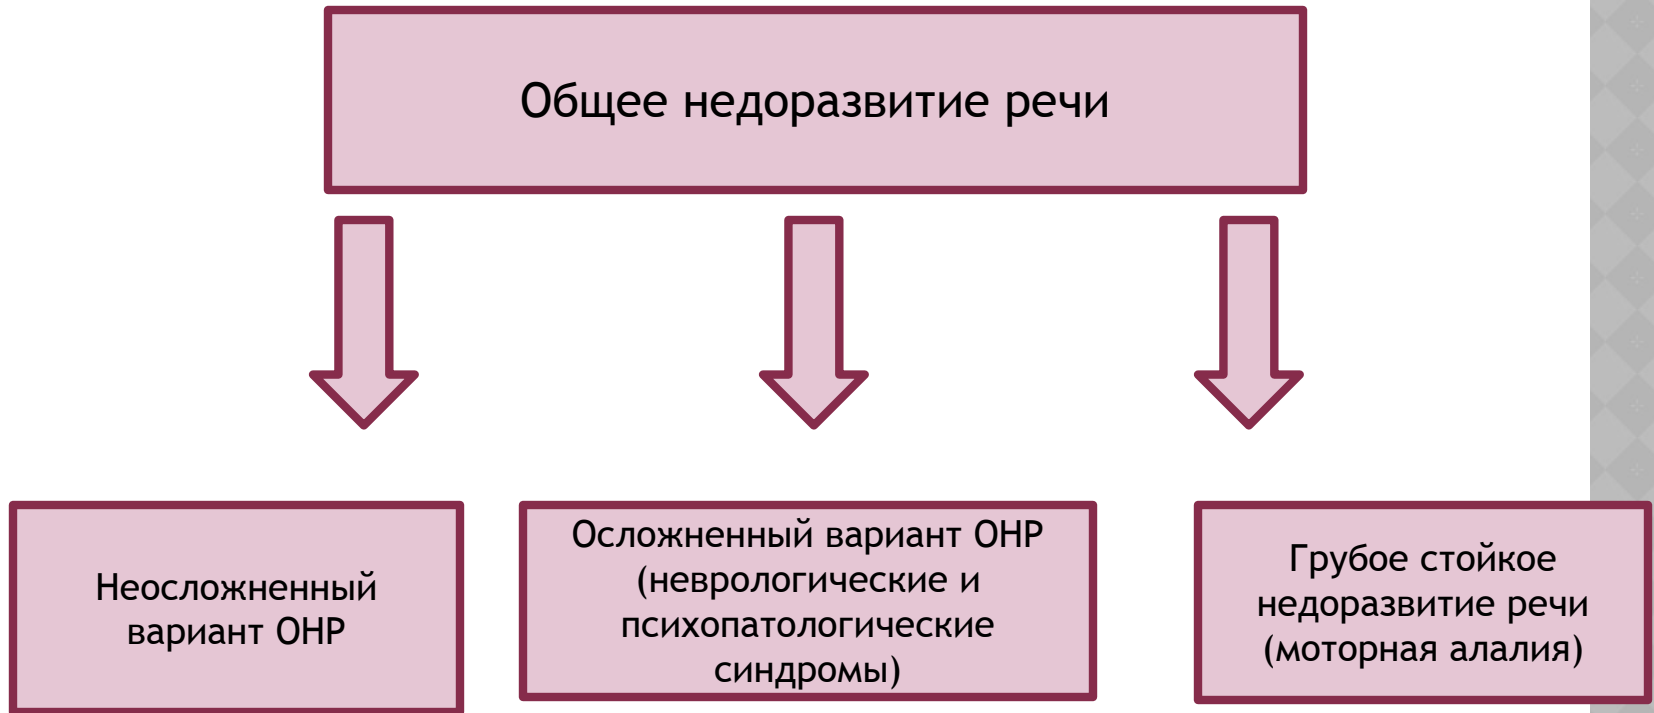 Общее недоразвитие речи
Неосложненный
вариант ОНР
Осложненный вариант ОНР
(неврологические и
психопатологические
синдромы)
Грубое стойкое
недоразвитие речи
(моторная алалия)